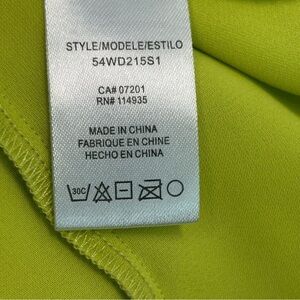 STYLE/MODELE/ESTILO
54WD215S1
CA# 07201
RN# 114935
MADE IN CHINA
FABRIQUE EN CHINE
HECHO EN CHINA
30C